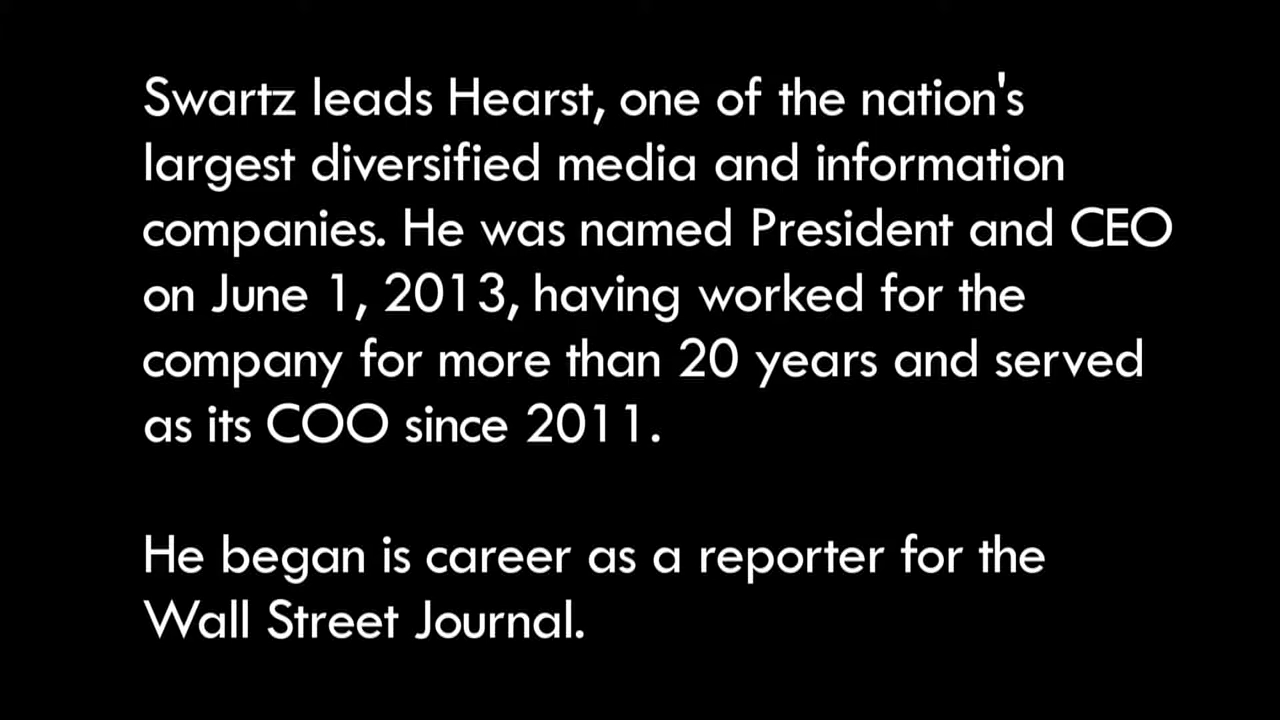 Swartz leads Hearst, one of the nation's
largest diversified media and information
companies. He was named President and CEO
on June 1, 2013, having worked for the
company for more than 20 years and served
as its COO since 2011.
He began is career as a reporter for the
Wall Street Journal.